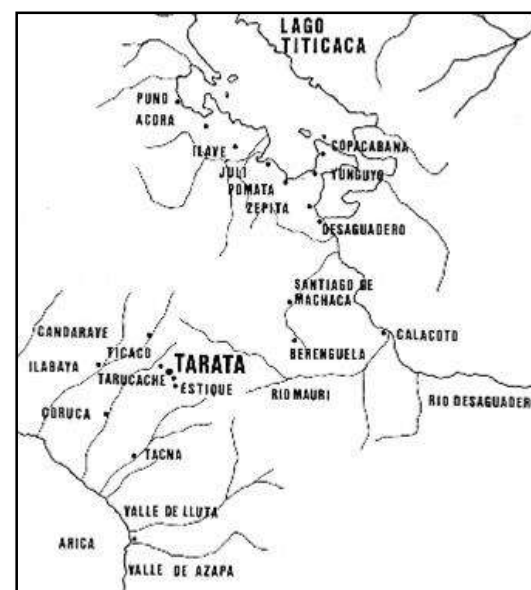 LAGO
TITICACA
PUNO
ACORA
ILAVE
COPACABANA
JULI
YUNGUYO
POMATA
ZEPITA
DESAGUADERO
SANTIAGO DE
MACHACA
CANDARAVE
CALACOTO
TICACO
BERENGUELA
ILABAYA
TARATA
TARUCACHE
ESTIQUE
RIO MAURI
RIO DESAGUADERO
CURUCA
TACNA
VALLE DE LLUTA
ARICA
VALLE DE AZAPA